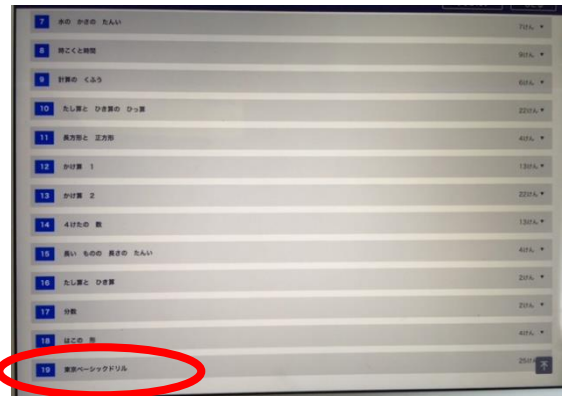 7 水の かさの たんい 7けん ▼
8 時こくと時間 9けん ▼
9 計算の くふう 6けん ▼
10 たし算と ひき算の ひっ算 22けん ▼
11 長方形と 正方形 4けん ▼
12 かけ算 1 13けん ▼
13 かけ算 2 22けん ▼
14 4けたの 数 13けん ▼
15 長い ものの 長さの たんい 4けん ▼
16 たし算と ひき算 2けん ▼
17 分数 2けん ▼
18 はこの 形 4けん ▼
19 東京ベーシックドリル 25けん